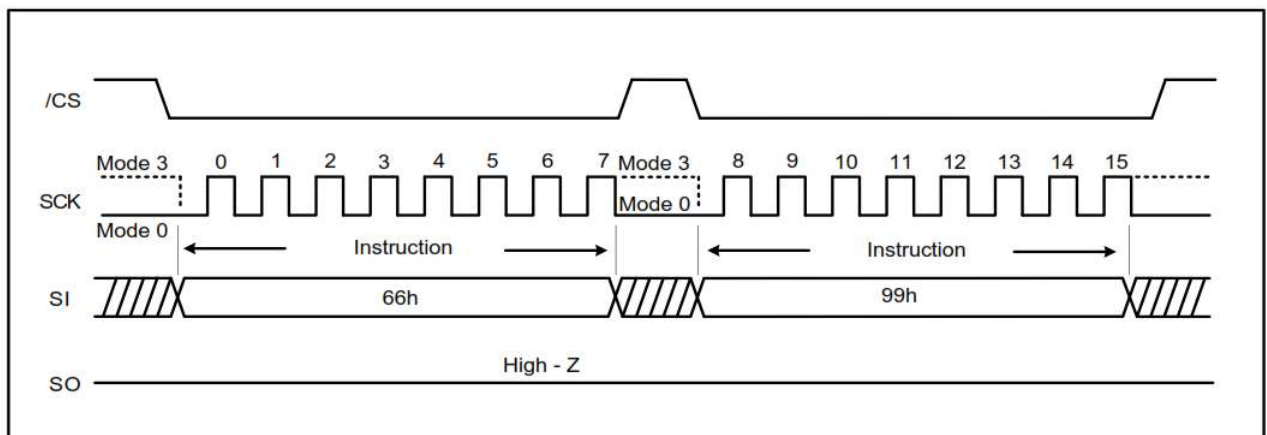 /CS
Mode 3 0 1 2 3 4 5 6 7 Mode 3 8 9 10 11 12 13 14 15
SCK
Mode 0
Mode 0
Instruction Instruction
SI 66h 99h
High - Z
SO